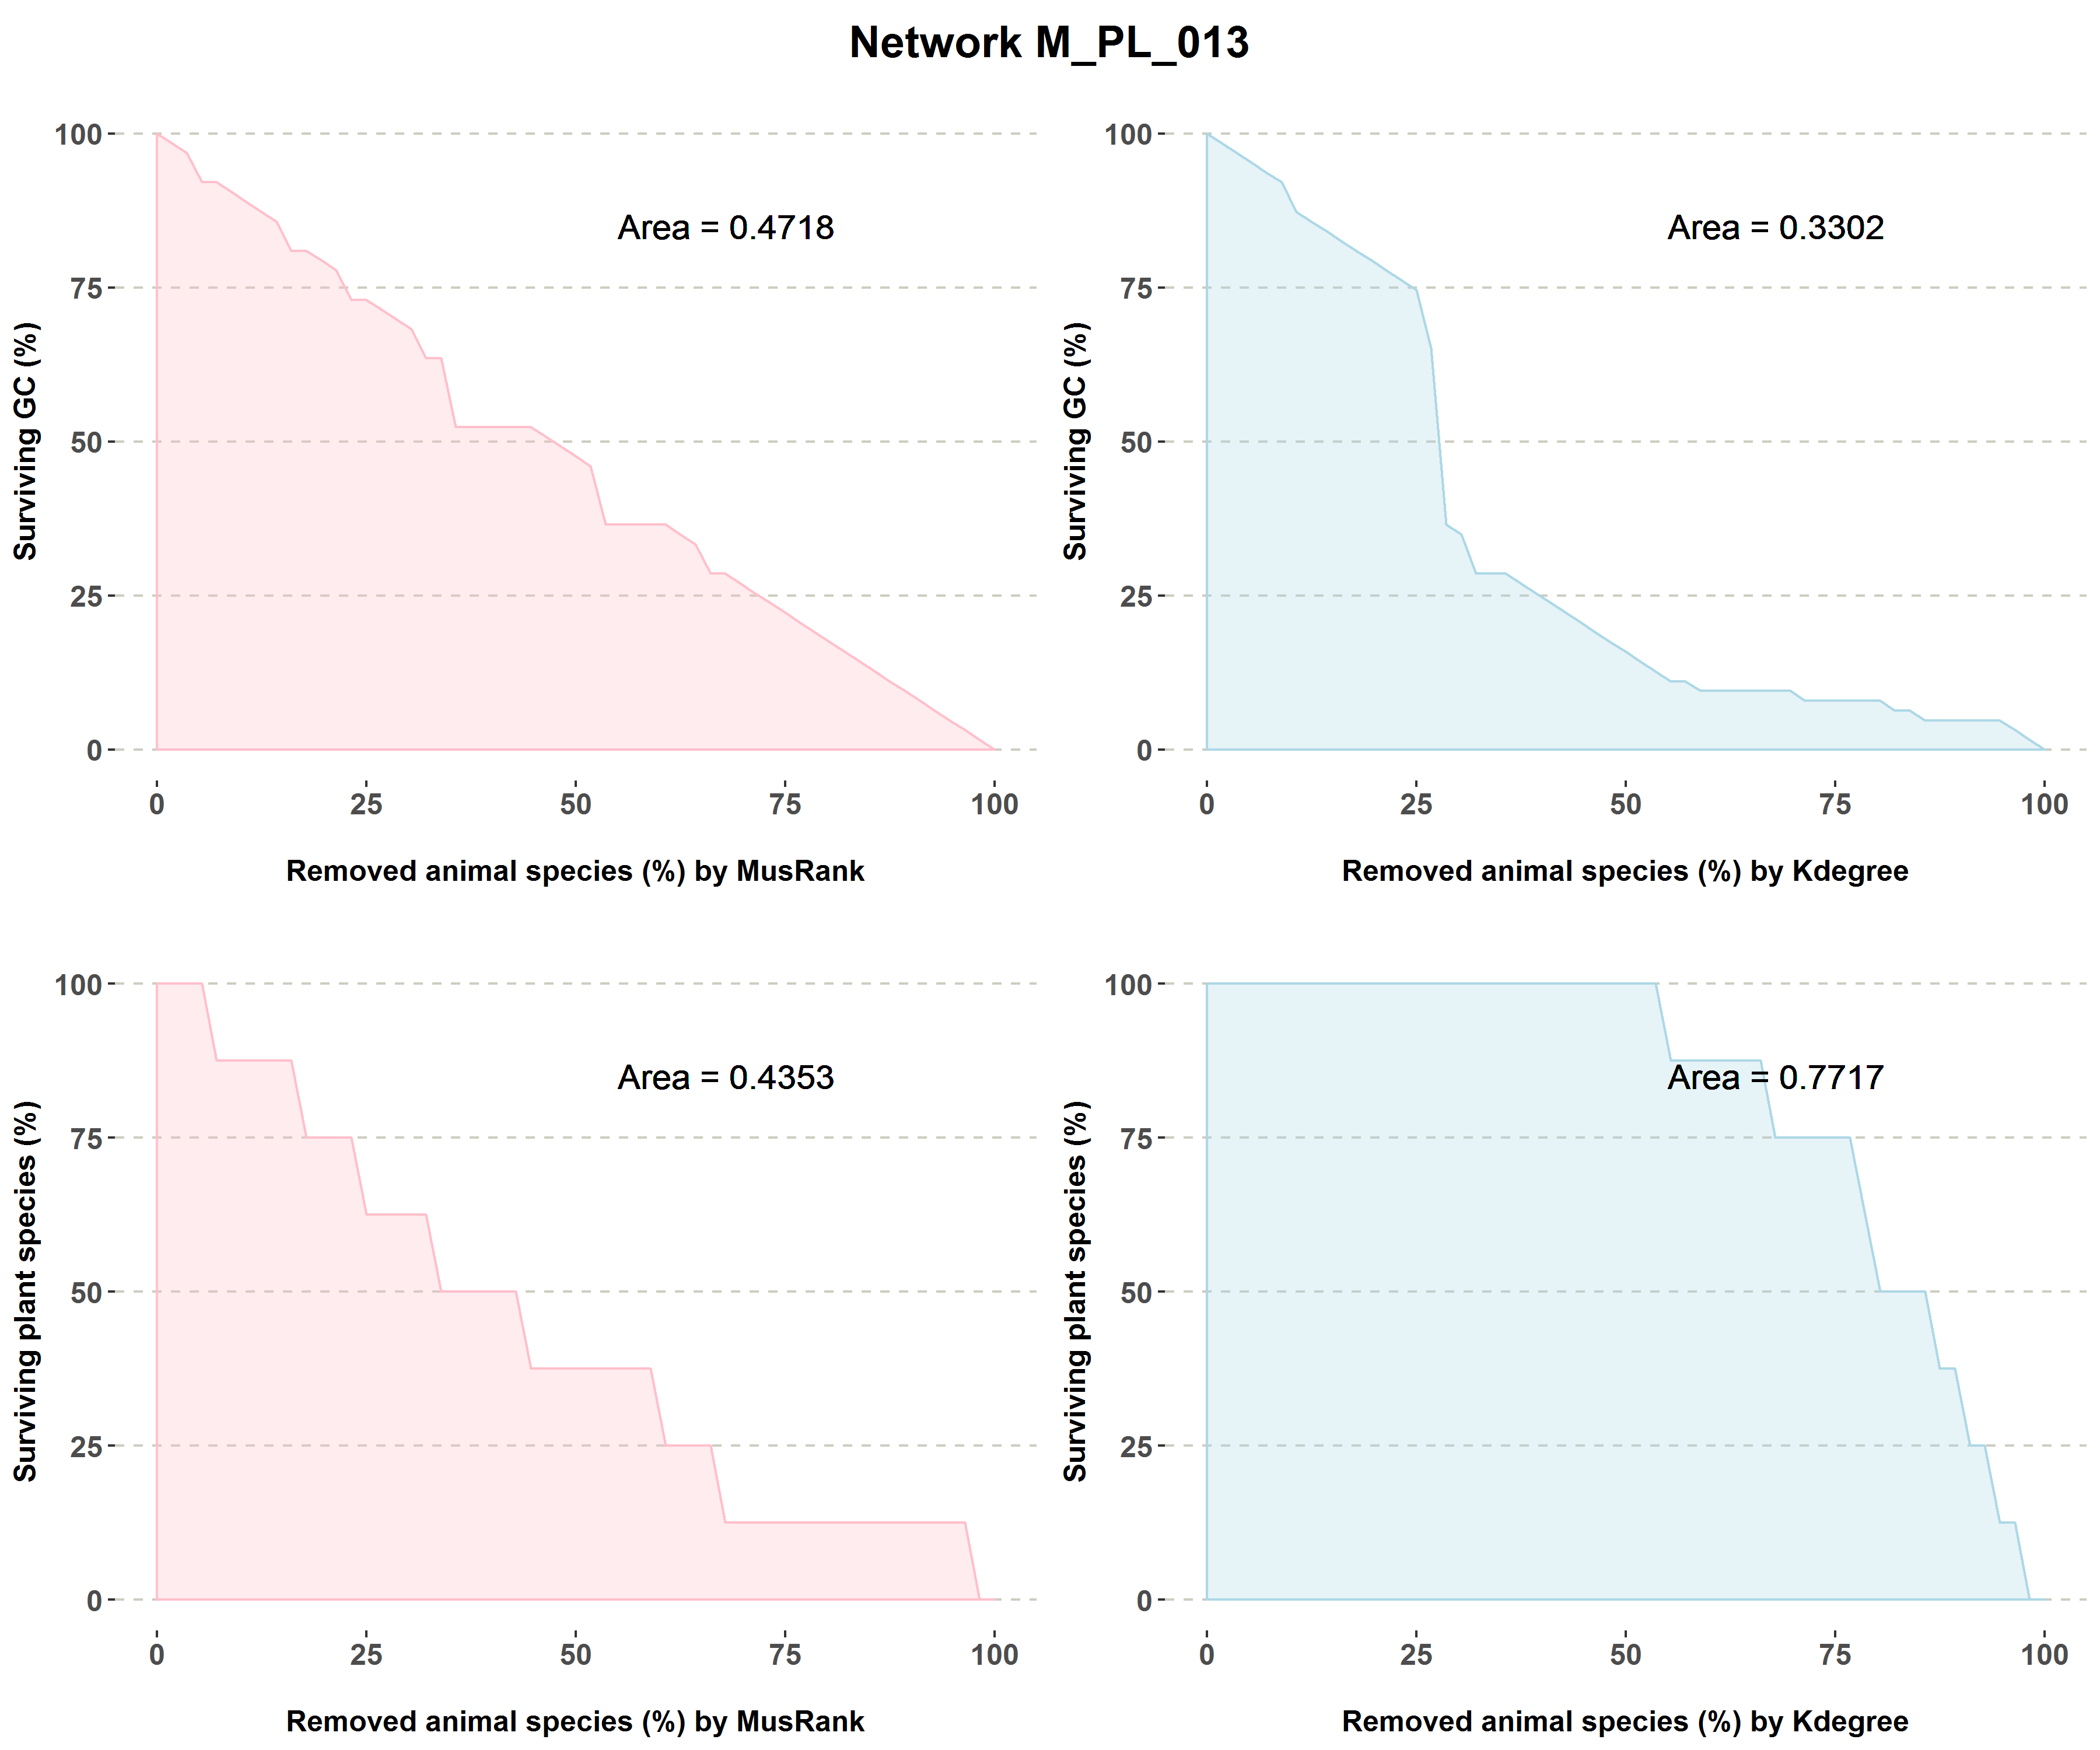 Network M_PL_013
Surviving GC (%)
100
75
50
25
0
Area = 0.4718
0 25 50 75 100
Removed animal species (%) by MusRank
Surviving GC (%)
100
75
50
25
0
Area = 0.3302
0 25 50 75 100
Removed animal species (%) by Kdegree
Surviving plant species (%)
100
75
50
25
0
Area = 0.4353
0 25 50 75 100
Removed animal species (%) by MusRank
Surviving plant species (%)
100
75
50
25
0
Area = 0.7717
0 25 50 75 100
Removed animal species (%) by Kdegree